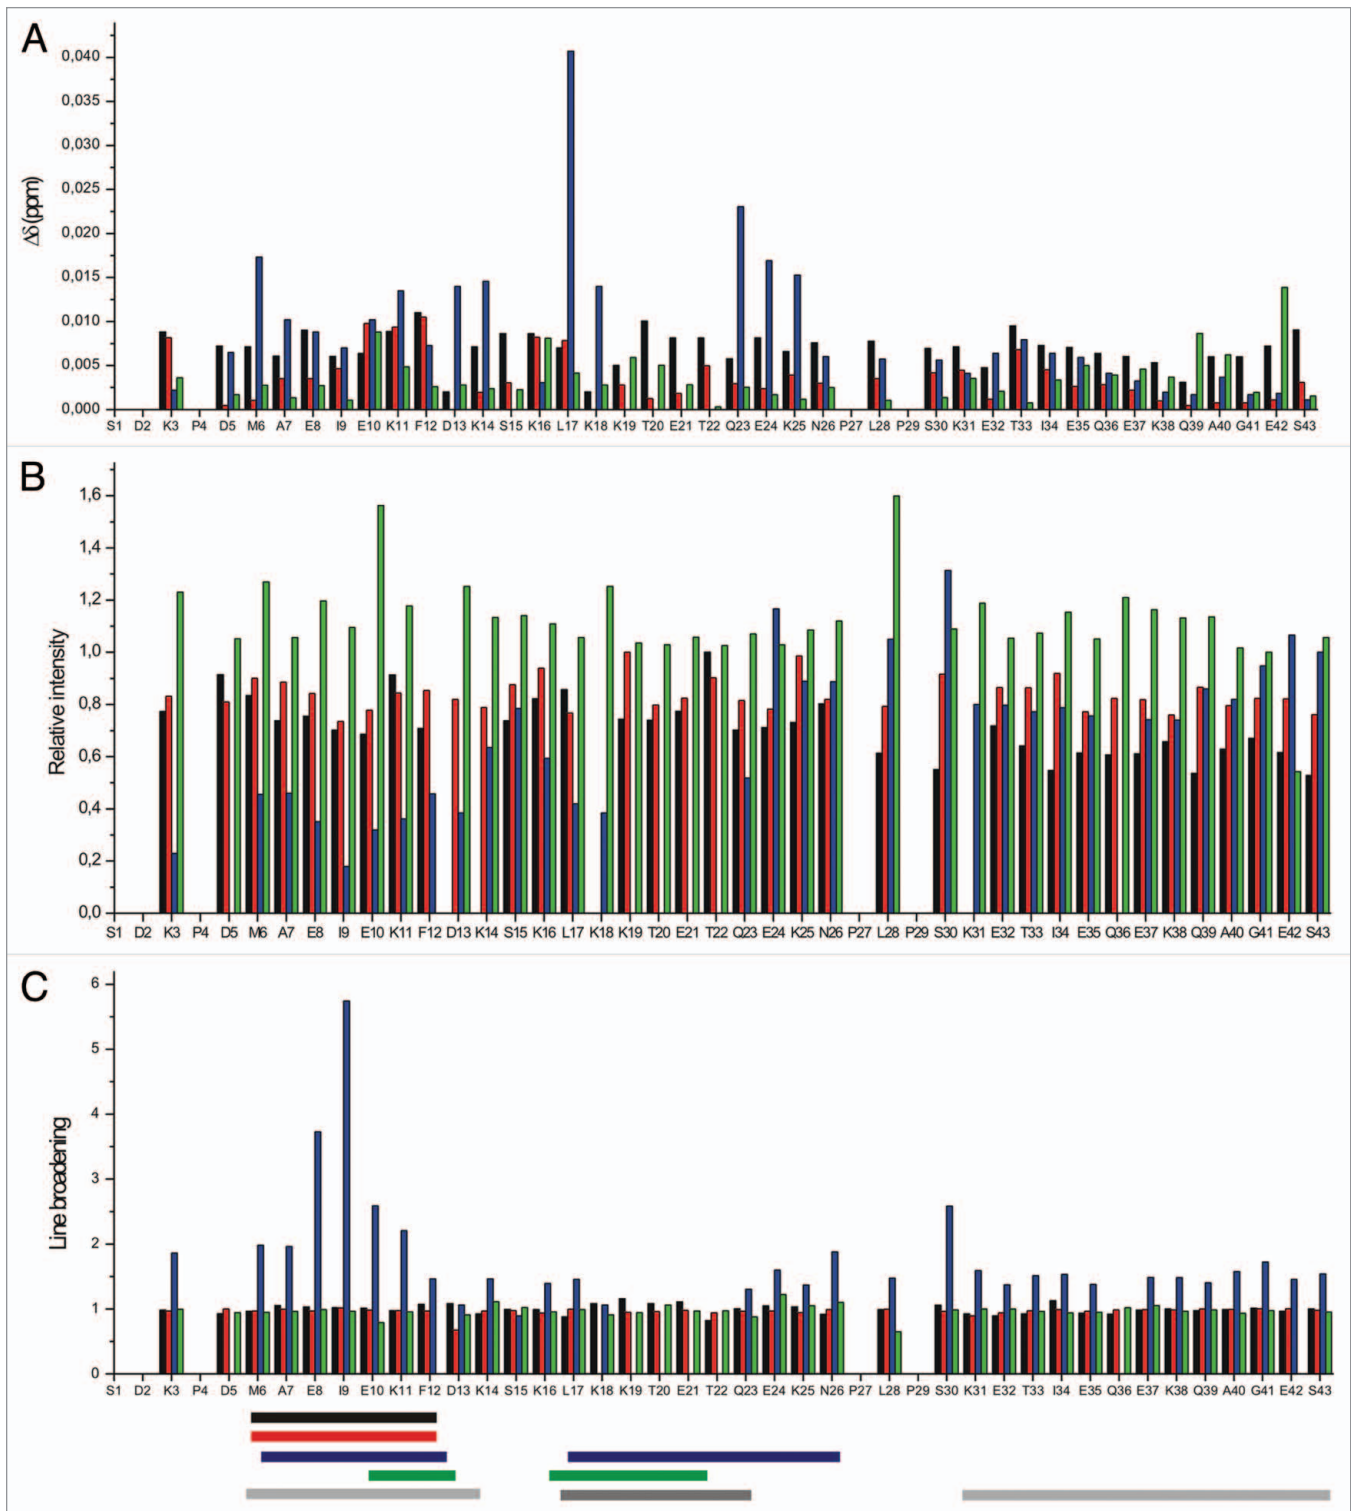 A
0,040
0,035
0,030
0,025
0,020
0,015
0,010
0,005
0,000
Δδ (ppm)
S1 D2 K3 P4 D5 M6 A7 E8 I9 E10 K11 F12 D13 K14 S15 K16 L17 K18 K19 T20 E21 T22 Q23 E24 K25 N26 P27 L28 P29 S30 K31 E32 T33 I34 E35 Q36 E37 K38 Q39 A40 G41 E42 S43
B
1,6
1,4
1,2
1,0
0,8
0,6
0,4
0,2
0,0
Relative intensity
S1 D2 K3 P4 D5 M6 A7 E8 I9 E10 K11 F12 D13 K14 S15 K16 L17 K18 K19 T20 E21 T22 Q23 E24 K25 N26 P27 L28 P29 S30 K31 E32 T33 I34 E35 Q36 E37 K38 Q39 A40 G41 E42 S43
C
6
5
4
3
2
1
0
Line broadening
S1 D2 K3 P4 D5 M6 A7 E8 I9 E10 K11 F12 D13 K14 S15 K16 L17 K18 K19 T20 E21 T22 Q23 E24 K25 N26 P27 L28 P29 S30 K31 E32 T33 I34 E35 Q36 E37 K38 Q39 A40 G41 E42 S43